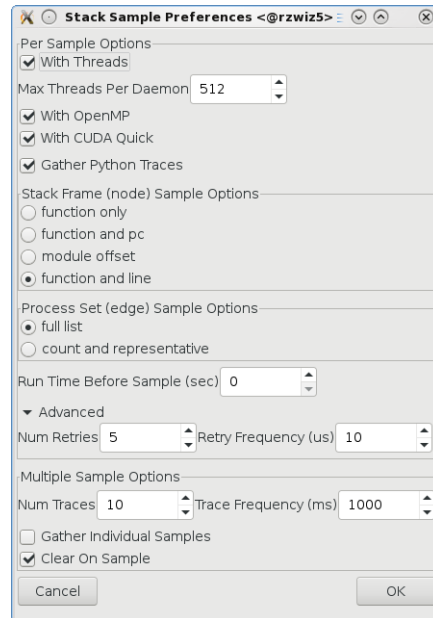 Stack Sample Preferences <@rzwiz5>
Per Sample Options
With Threads
Max Threads Per Daemon 512
With OpenMP
With CUDA Quick
Gather Python Traces
Stack Frame (node) Sample Options
function only
function and pc
module offset
function and line
Process Set (edge) Sample Options
full list
count and representative
Run Time Before Sample (sec) 0
Advanced
Num Retries 5 Retry Frequency (us) 10
Multiple Sample Options
Num Traces 10 Trace Frequency (ms) 1000
Gather Individual Samples
Clear On Sample
Cancel OK